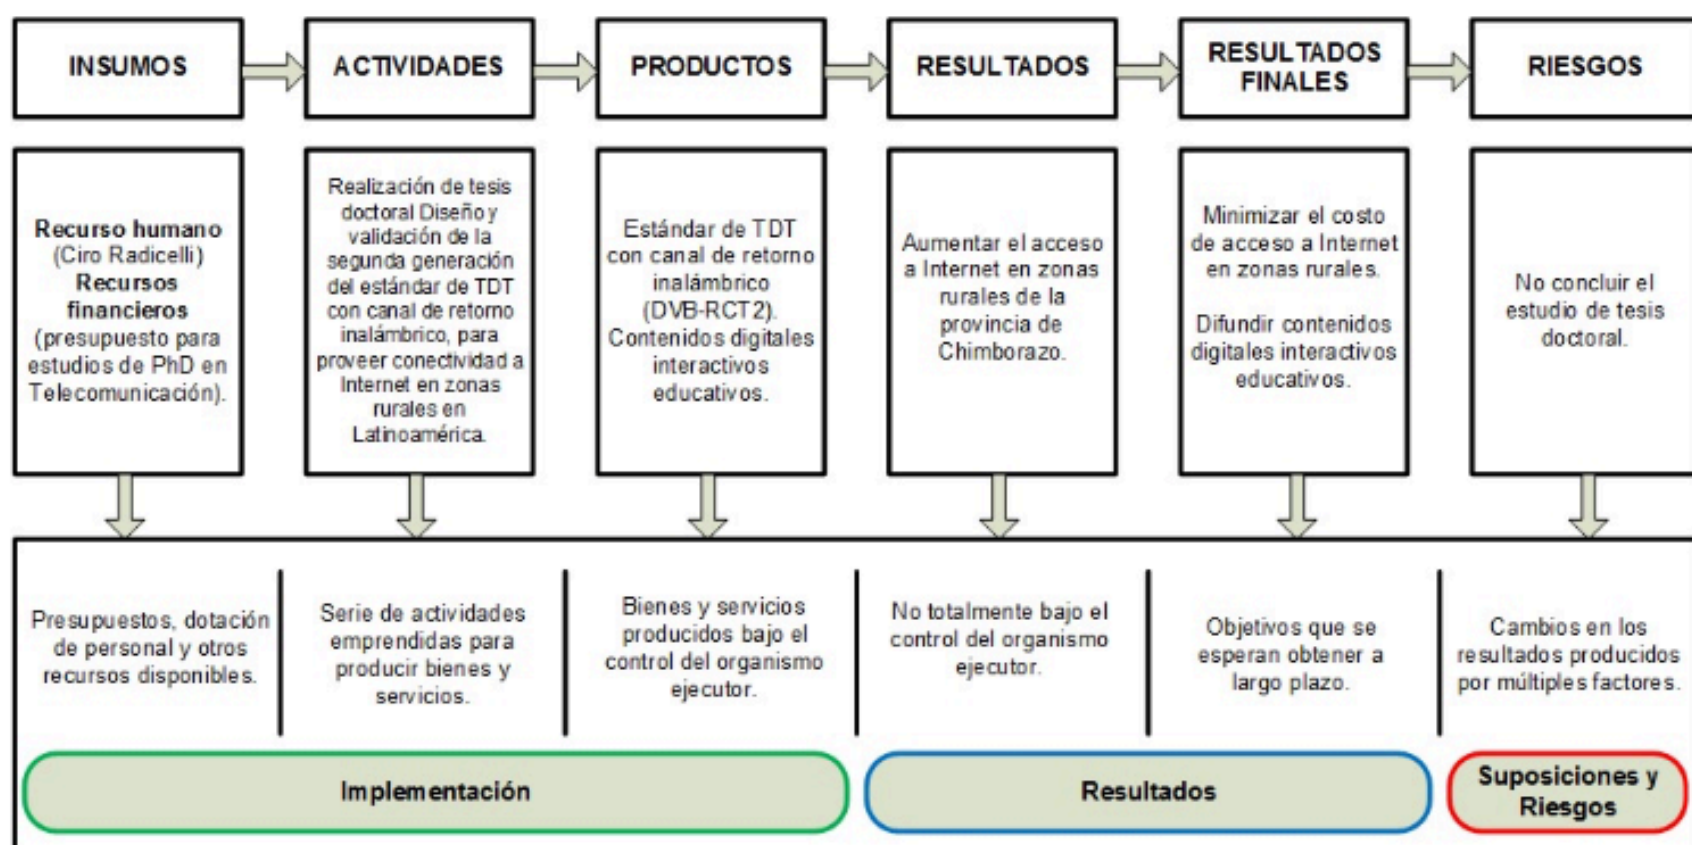 INSUMOS
ACTIVIDADES
PRODUCTOS
RESULTADOS
RESULTADOS
FINALES
RIESGOS
Recurso humano
(Ciro Radicelli)
Recursos
financieros
(presupuesto para
estudios de PhD en
Telecomunicación).
Realización de tesis
doctoral Diseño y
validación de la
segunda generación
del estándar de TDT
con canal de retorno
inalámbrico, para
proveer conectividad a
Internet en zonas
rurales en
Latinoamérica.
Estándar de TDT
con canal de retorno
inalámbrico
(DVB-RCT2).
Contenidos digitales
interactivos
educativos.
Aumentar el acceso
a Internet en zonas
rurales de la
provincia de
Chimborazo.
Minimizar el costo
de acceso a Internet
en zonas rurales.
Difundir contenidos
digitales interactivos
educativos.
No concluir el
estudio de tesis
doctoral.
Presupuestos, dotación
de personal y otros
recursos disponibles.
Serie de actividades
emprendidas para
producir bienes y
servicios.
Bienes y servicios
producidos bajo el
control del organismo
ejecutor.
No totalmente bajo el
control del organismo
ejecutor.
Objetivos que se
esperan obtener a
largo plazo.
Cambios en los
resultados producidos
por múltiples factores.
Implementación
Resultados
Suposiciones y
Riesgos